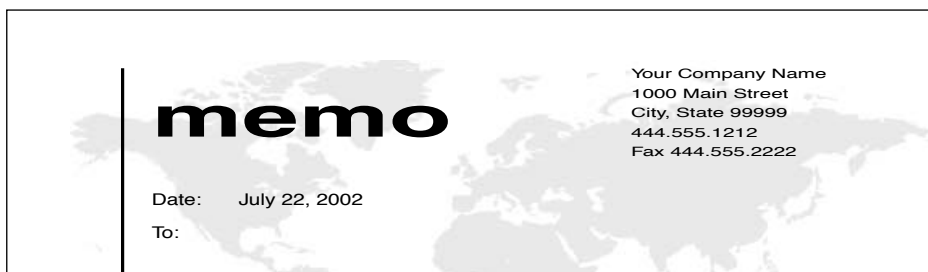 memo
Your Company Name
1000 Main Street
City, State 99999
444.555.1212
Fax 444.555.2222
Date: July 22, 2002
To: